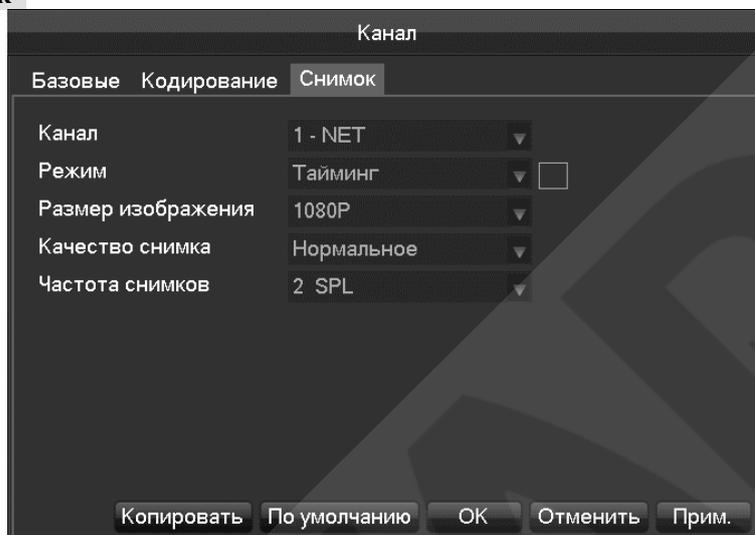 Канал
Базовые Кодирование Снимок
Канал 1 - NET
Режим Тайминг
Размер изображения 1080P
Качество снимка Нормальное
Частота снимков 2 SPL
Копировать По умолчанию OK Отменить Прим.